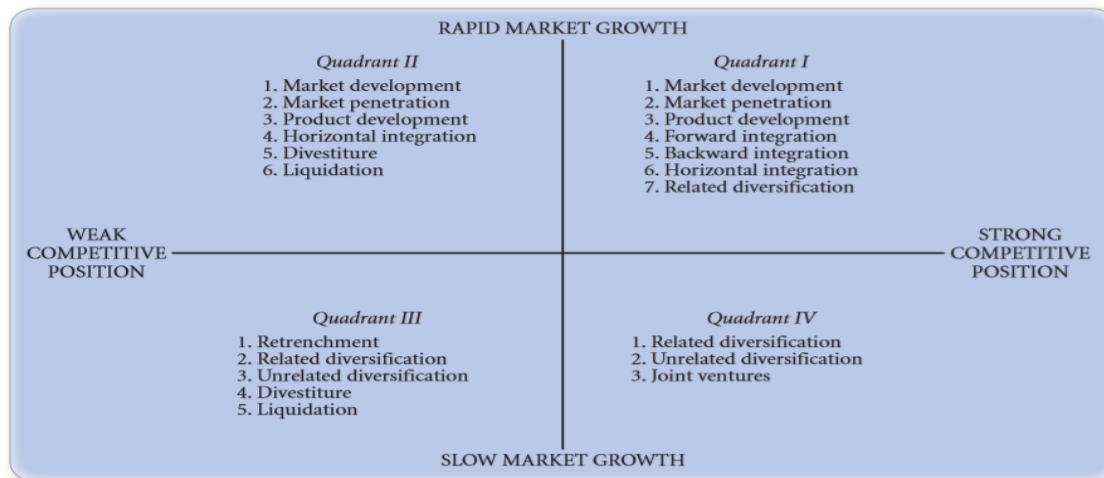 RAPID MARKET GROWTH
Quadrant II
1. Market development
2. Market penetration
3. Product development
4. Horizontal integration
5. Divestiture
6. Liquidation
Quadrant I
1. Market development
2. Market penetration
3. Product development
4. Forward integration
5. Backward integration
6. Horizontal integration
7. Related diversification
WEAK
COMPETITIVE
POSITION
STRONG
COMPETITIVE
POSITION
Quadrant III
1. Retrenchment
2. Related diversification
3. Unrelated diversification
4. Divestiture
5. Liquidation
Quadrant IV
1. Related diversification
2. Unrelated diversification
3. Joint ventures
SLOW MARKET GROWTH